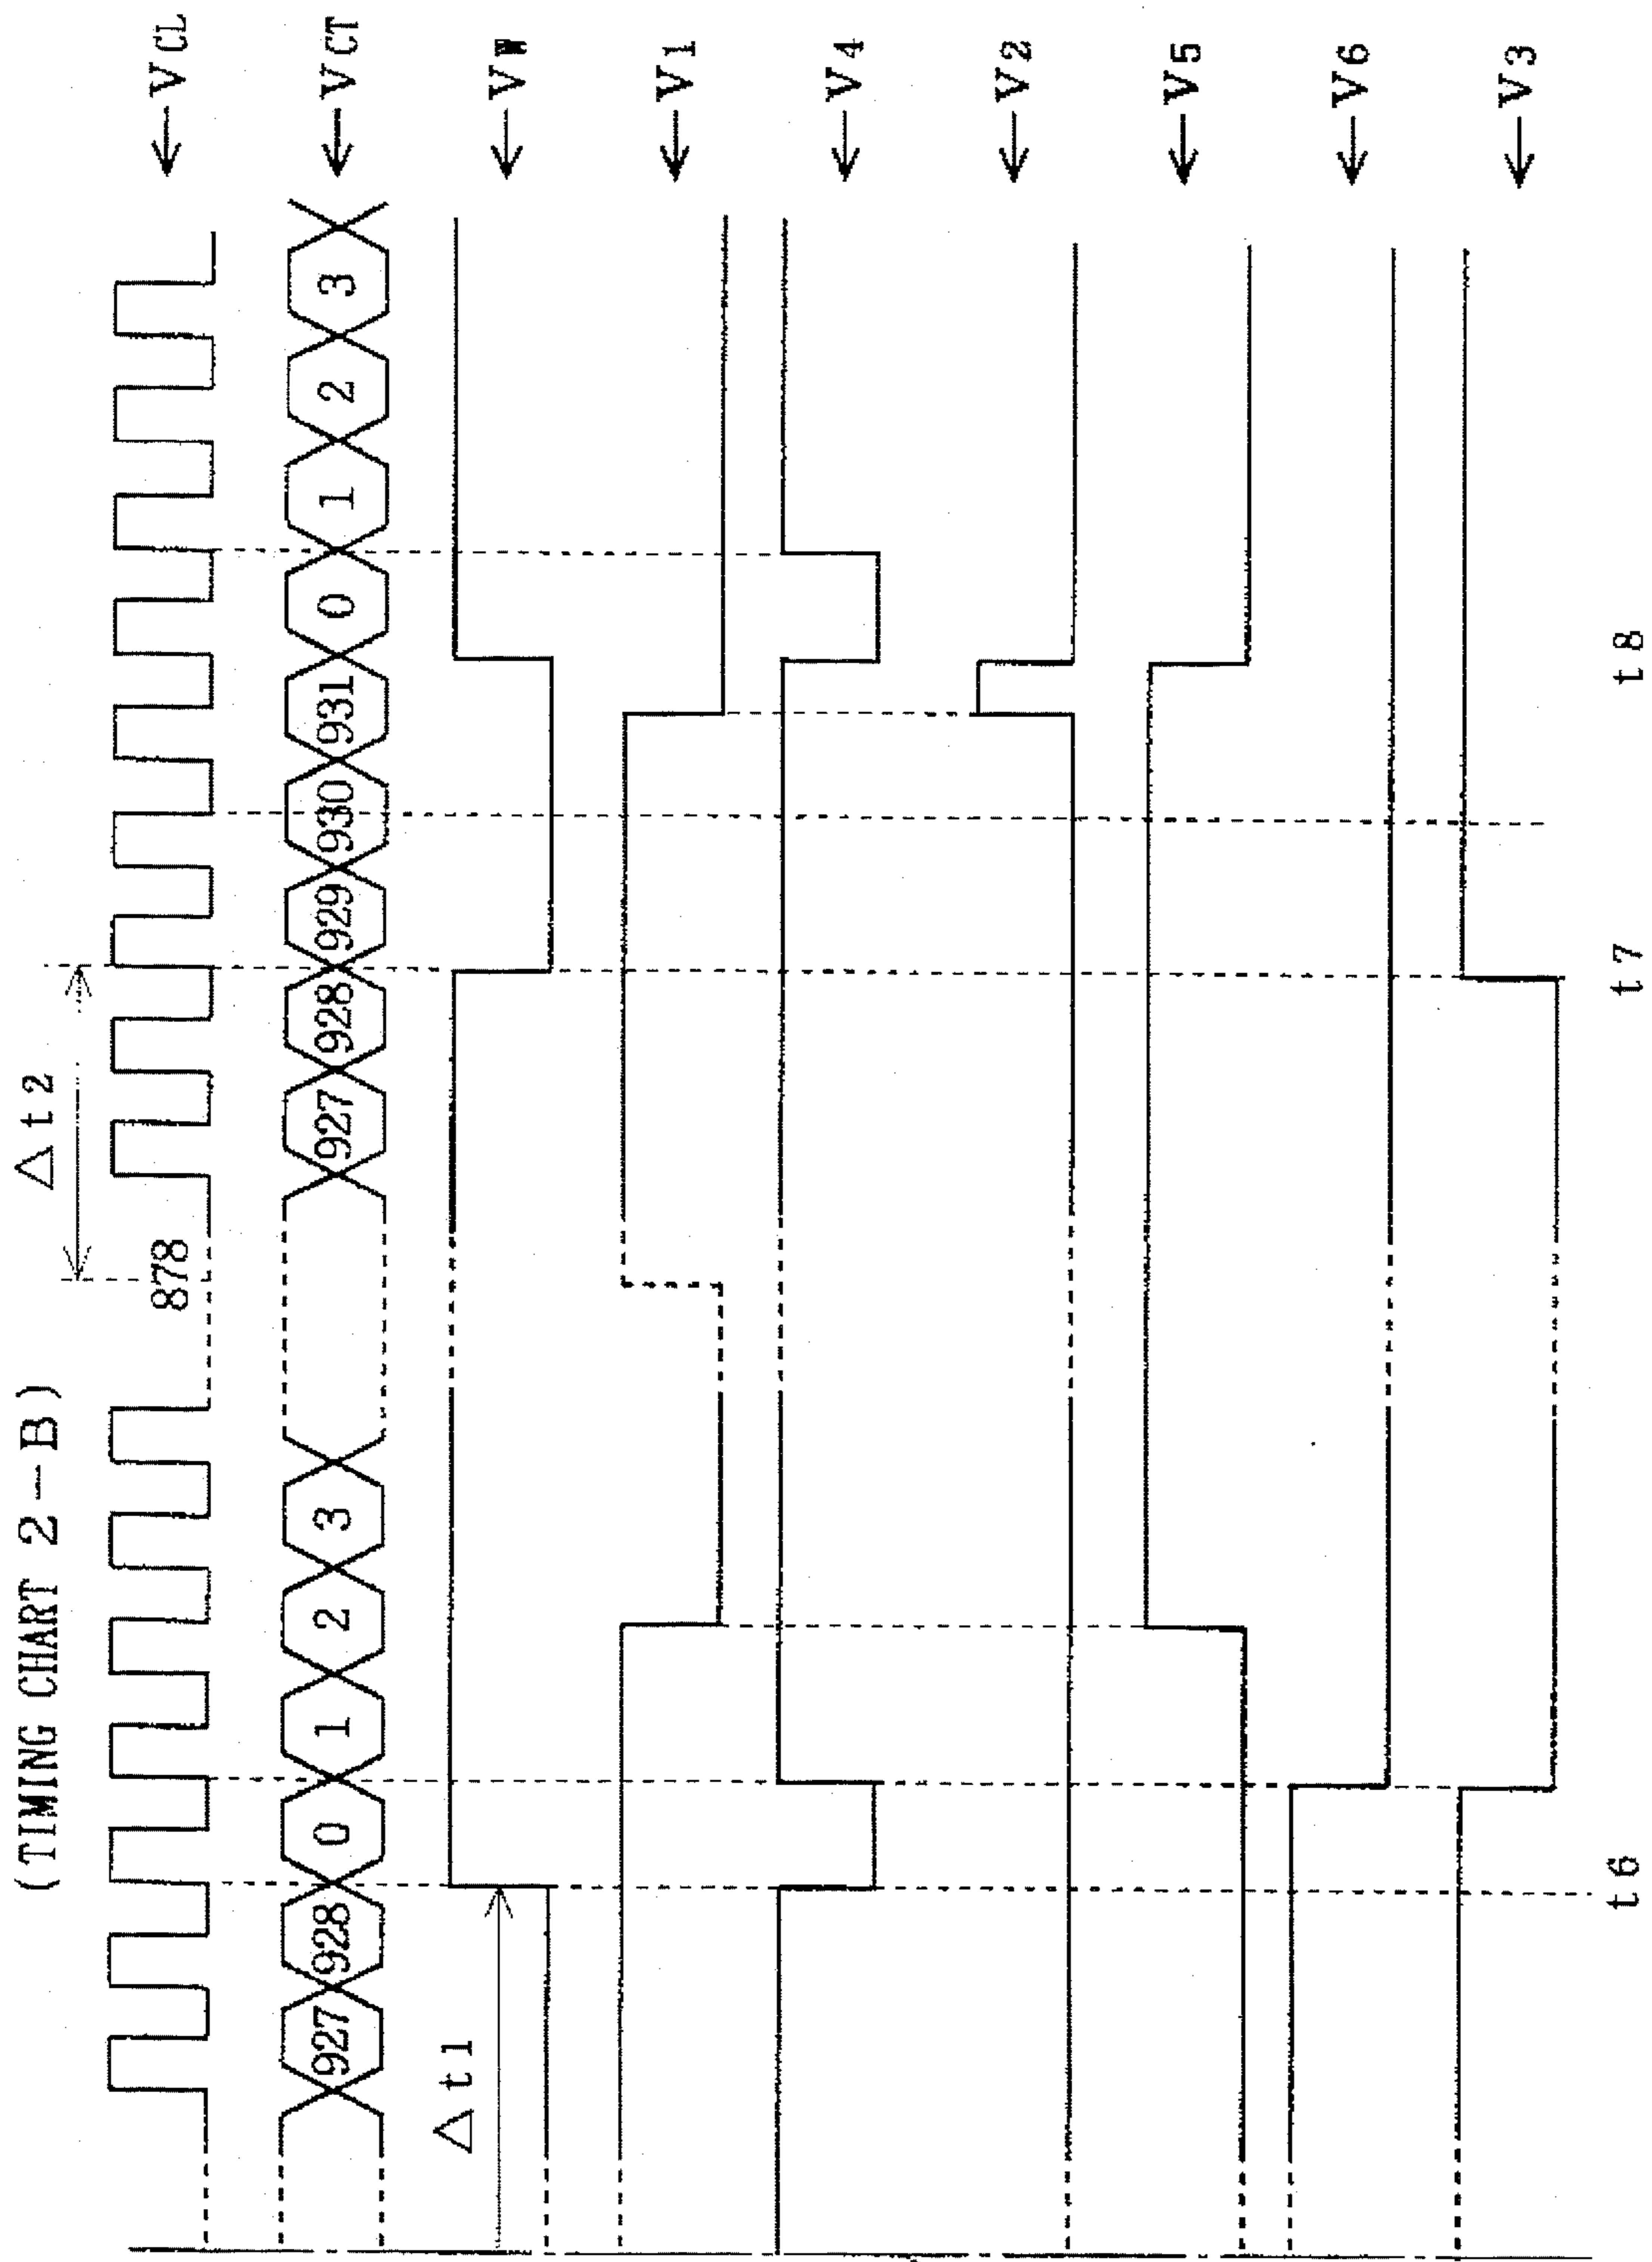 (TIMING CHART 2-B)
Δt2
878
VCL
927 928 0 1 2 3 927 928 929 930 931 0 1 2 3
VCT
Δt1
VW
V1
V4
V2
V5
V6
V3
t6 t7 t8